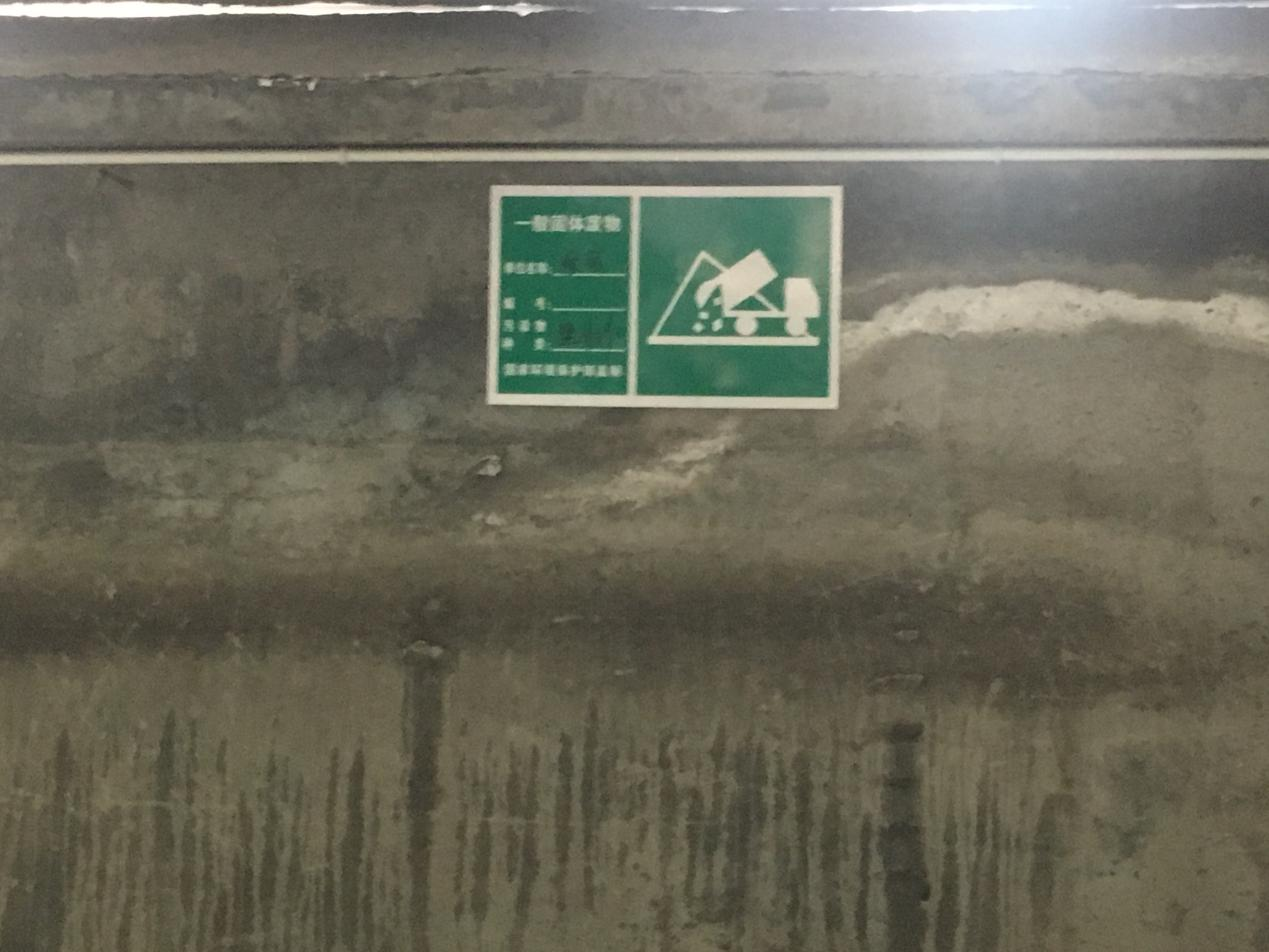 一般固体废物
单位名称:
编 号:
污 染 物
种 类:
国家环境保护部监制